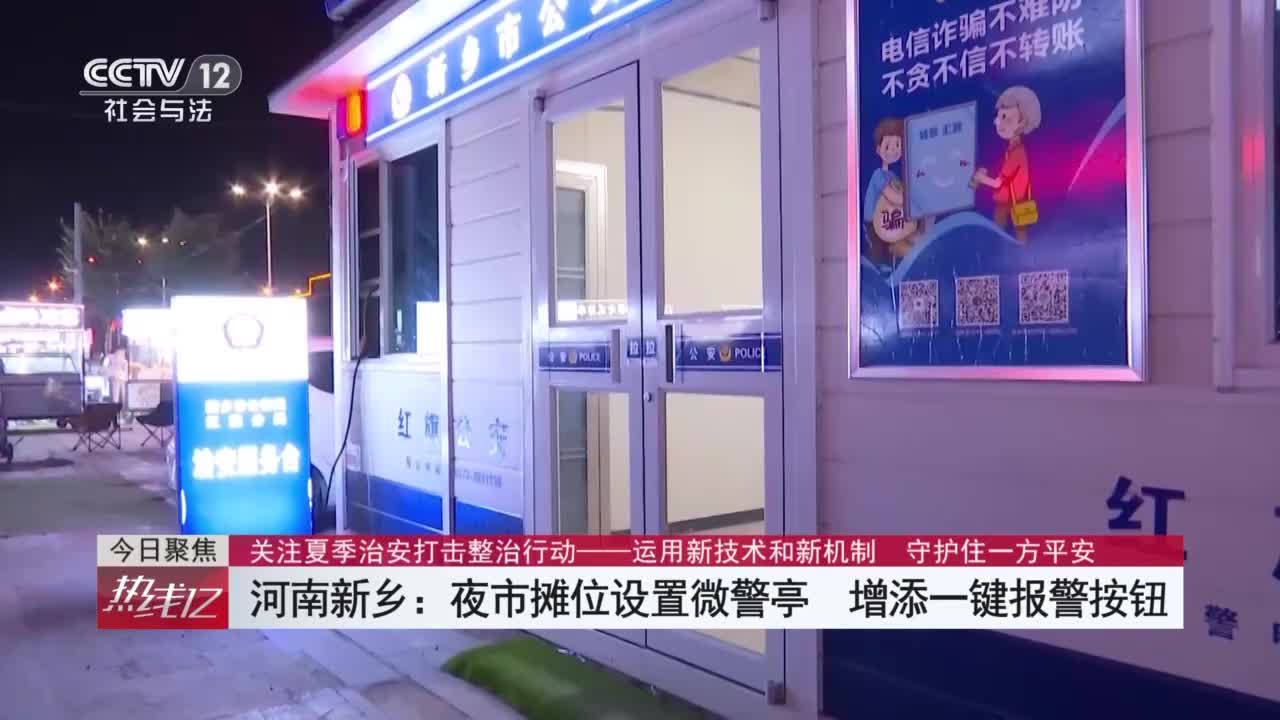 CCTV 12
社会与法
新乡市公安
电信诈骗不难防
不贪不信不转账
骗
公安 POLICE
拉 拉
公安 POLICE
红旗公安
治安服务台
红
警
今日聚焦
关注夏季治安打击整治行动——运用新技术和新机制 守护住一方平安
热线12
河南新乡：夜市摊位设置微警亭 增添一键报警按钮